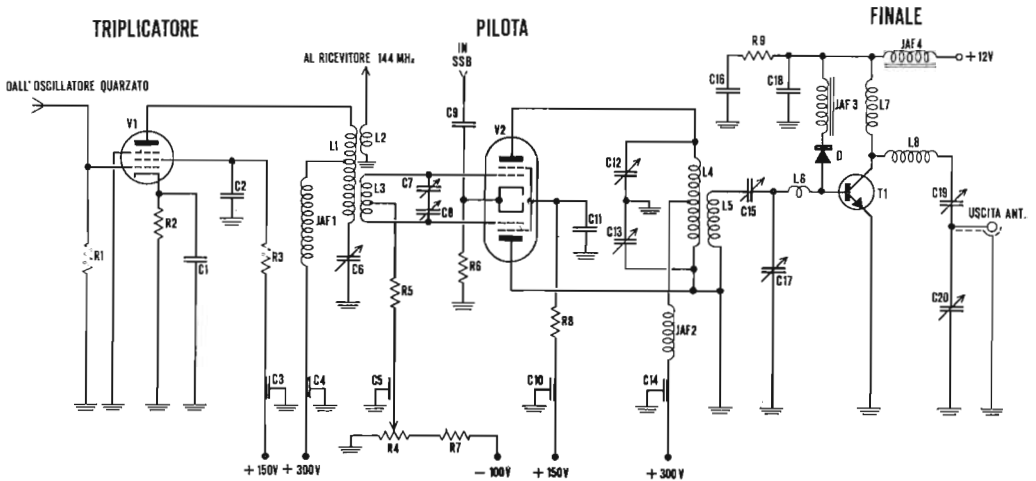 TRIPLICATORE
PILOTA
FINALE
DALL' OSCILLATORE QUARZATO
AL RICEVITORE 144 MHz
IN
SSB
R9
JAF4
+12V
C16
C18
JAF3
L7
V1
L1
L2
C9
V2
C12
L4
D
L8
C2
L3
C7
C8
L5
C15
L6
T1
C19
R2
JAF1
C11
C13
USCITA ANT.
R1
C1
R3
C6
R6
R5
C17
C20
R8
JAF2
C3
C4
C5
C10
C14
R4
R7
+150V
+300V
-100V
+150V
+300V